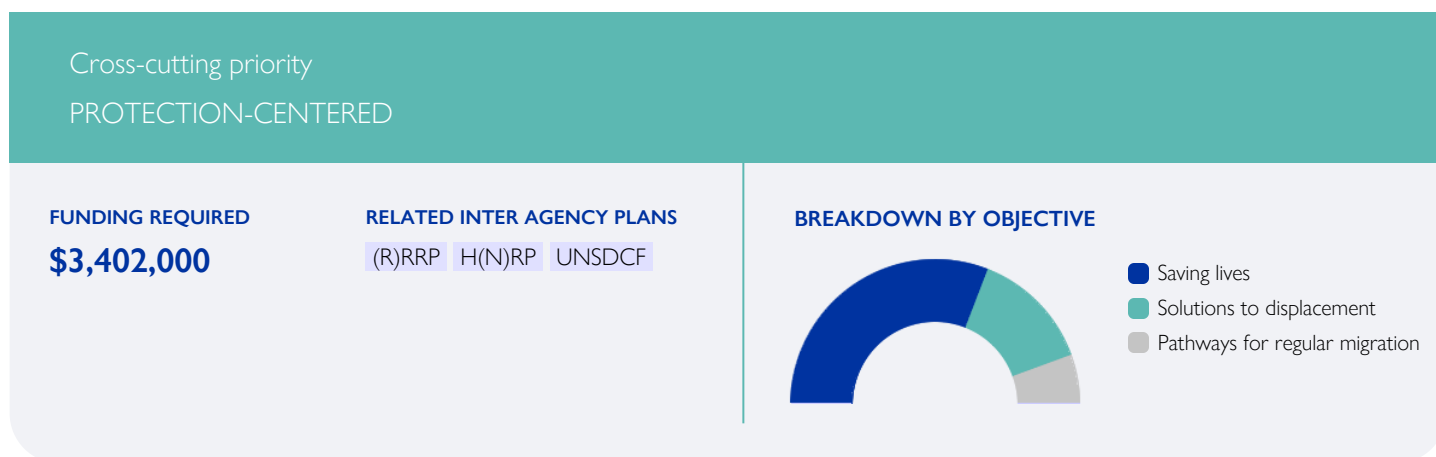 Cross-cutting priority
PROTECTION-CENTERED
FUNDING REQUIRED
$3,402,000
RELATED INTER AGENCY PLANS
(R)RRP H(N)RP UNSDCF
BREAKDOWN BY OBJECTIVE
Saving lives
Solutions to displacement
Pathways for regular migration